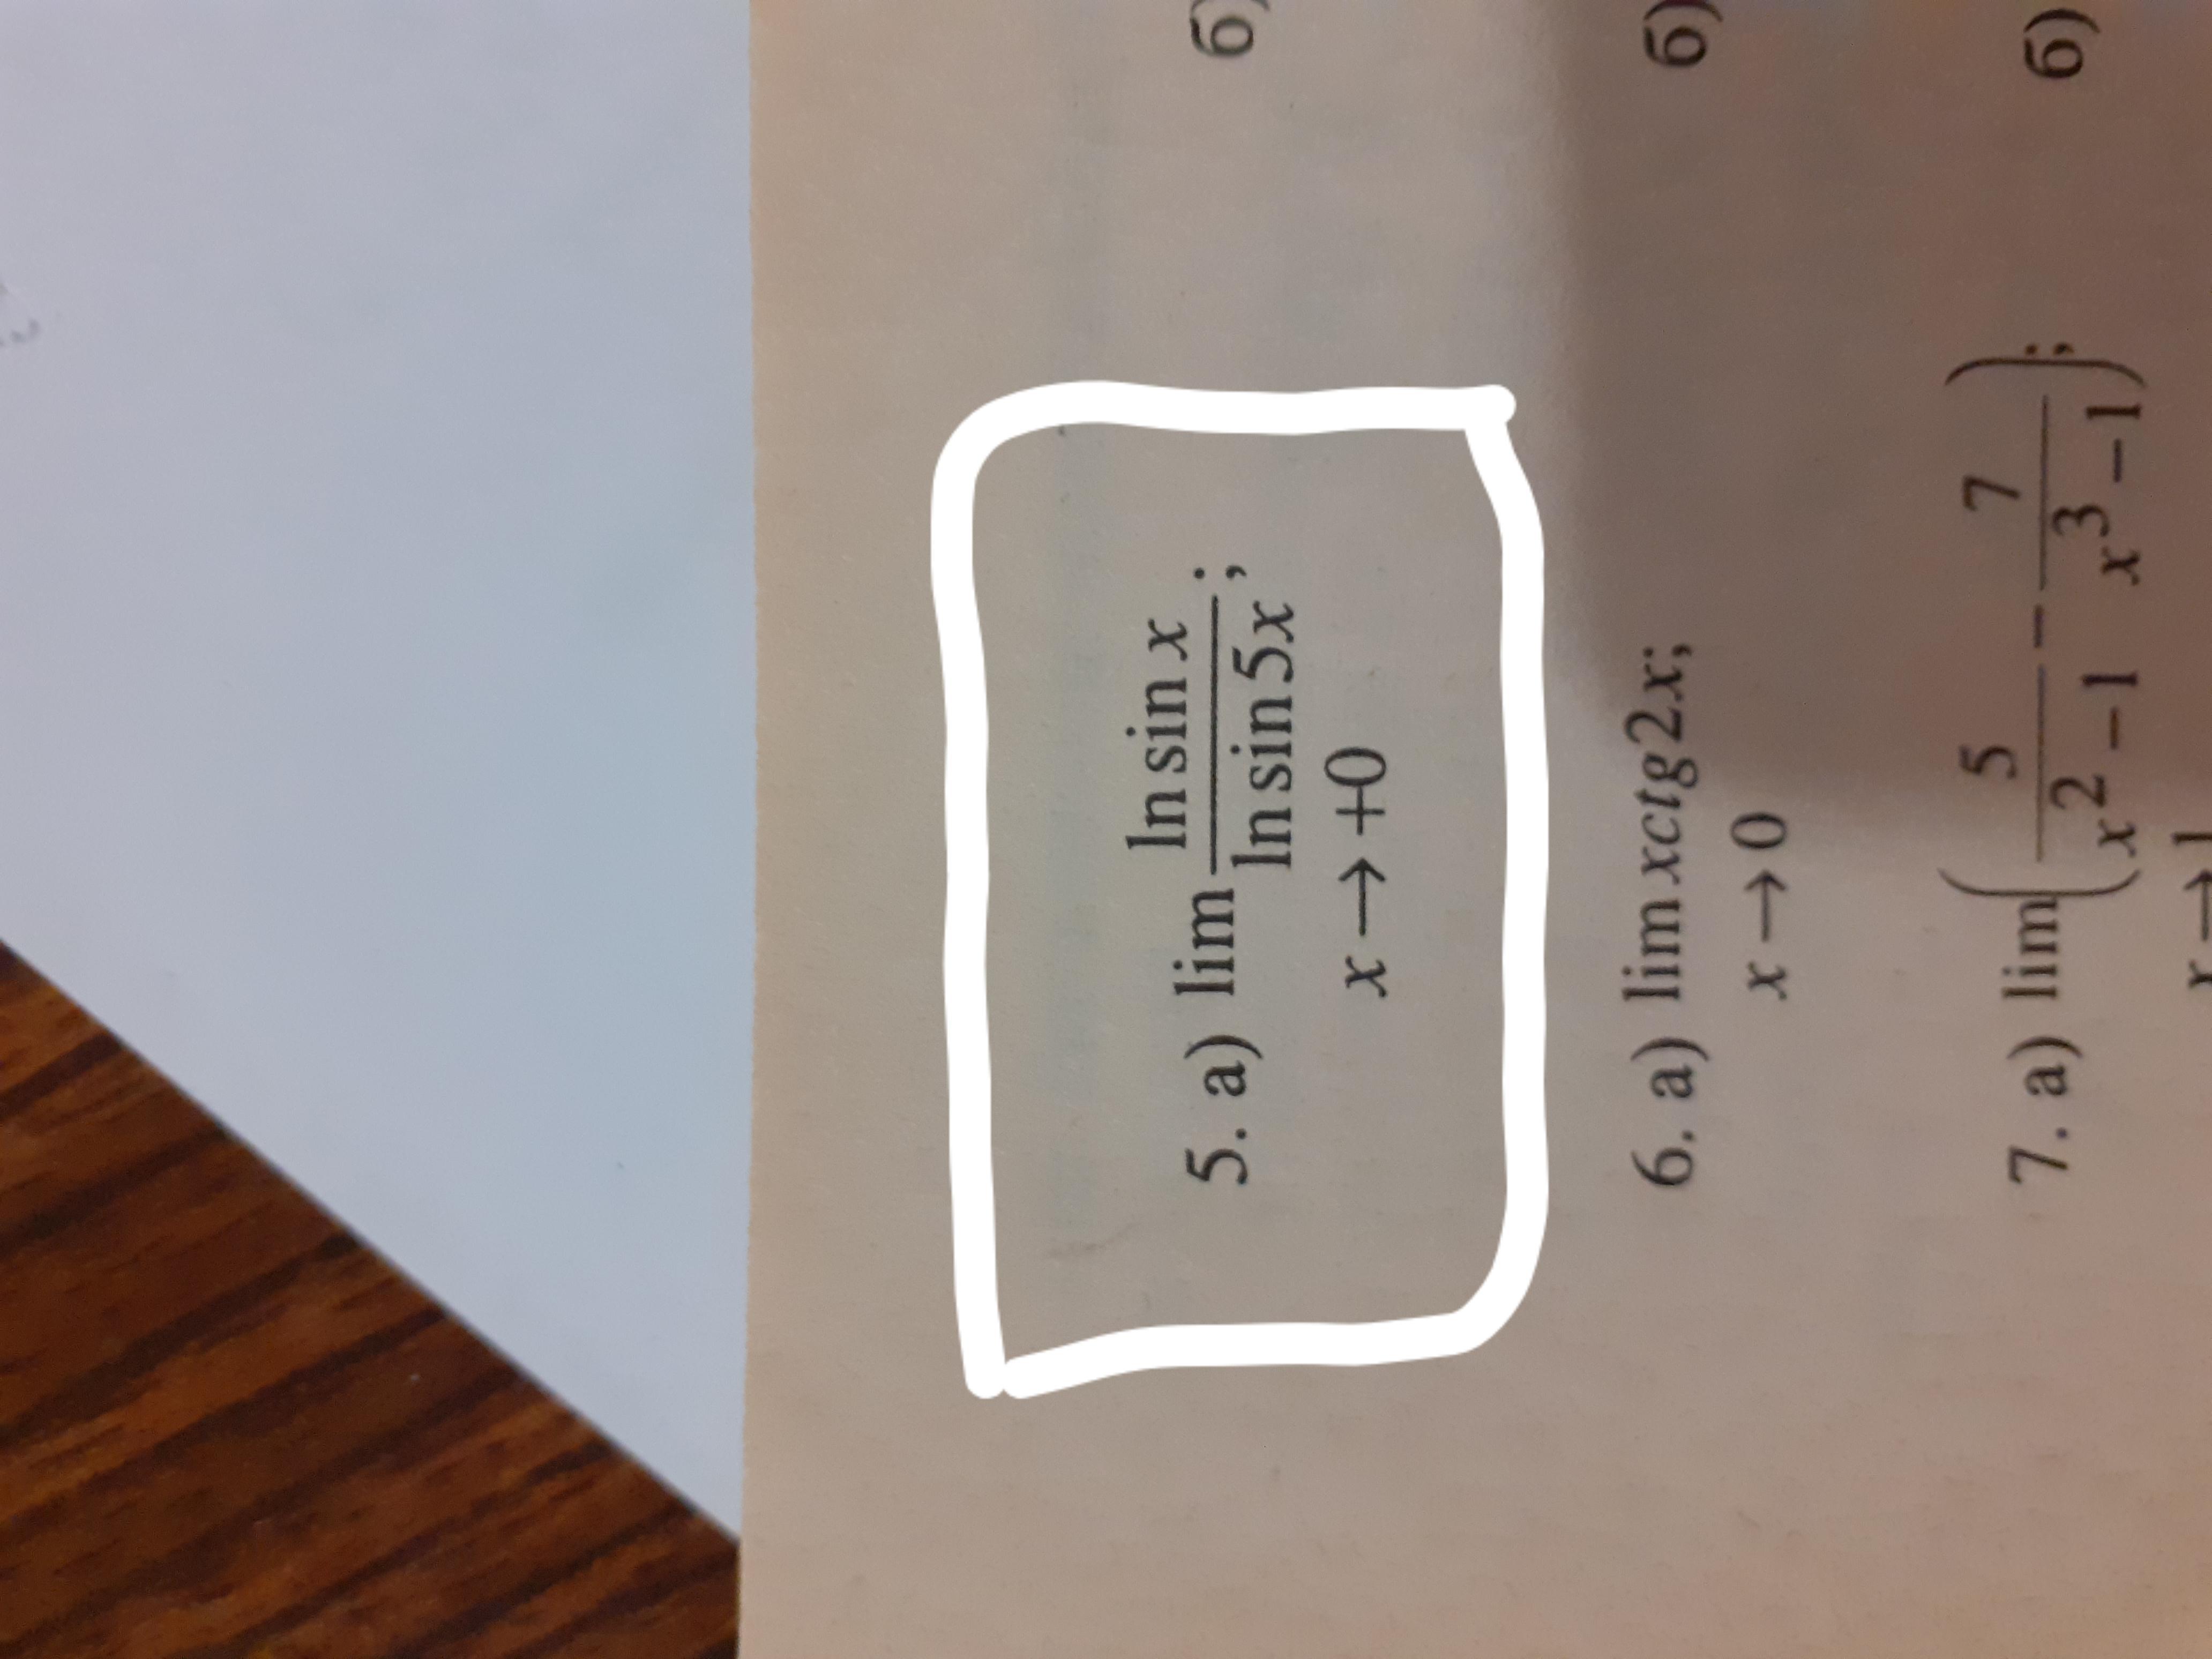 5. а) lim ln sin x / ln sin 5x; б)
x → +0
6. а) lim xctg2x; б)
x → 0
7. а) lim (5 / x² − 1 − 7 / x³ − 1); б)
x → 1